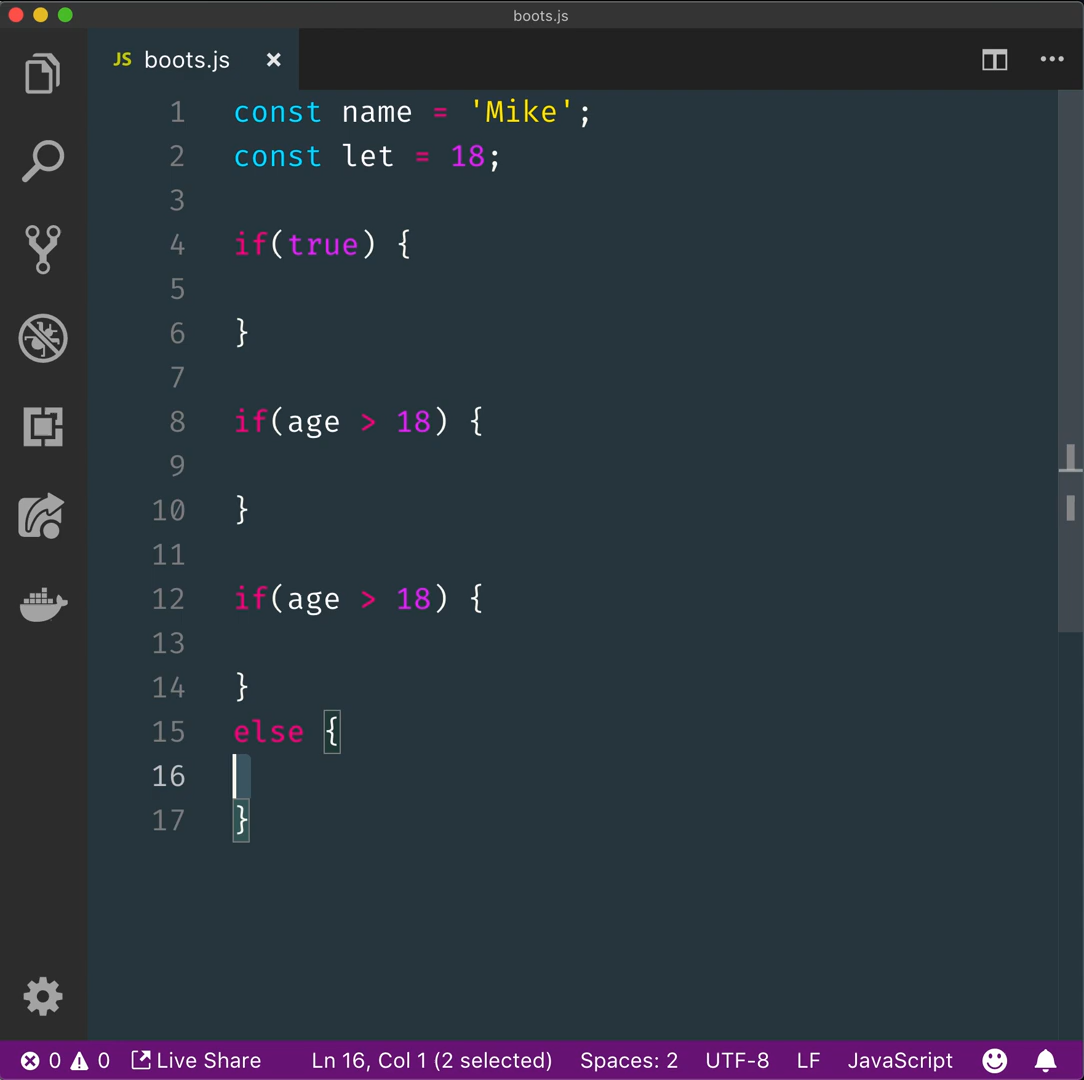 boots.js
JS boots.js ×
1 const name = 'Mike';
2 const let = 18;
3
4 if(true) {
5
6 }
7
8 if(age > 18) {
9
10 }
11
12 if(age > 18) {
13
14 }
15 else {
16
17 }
0 0 Live Share Ln 16, Col 1 (2 selected) Spaces: 2 UTF-8 LF JavaScript